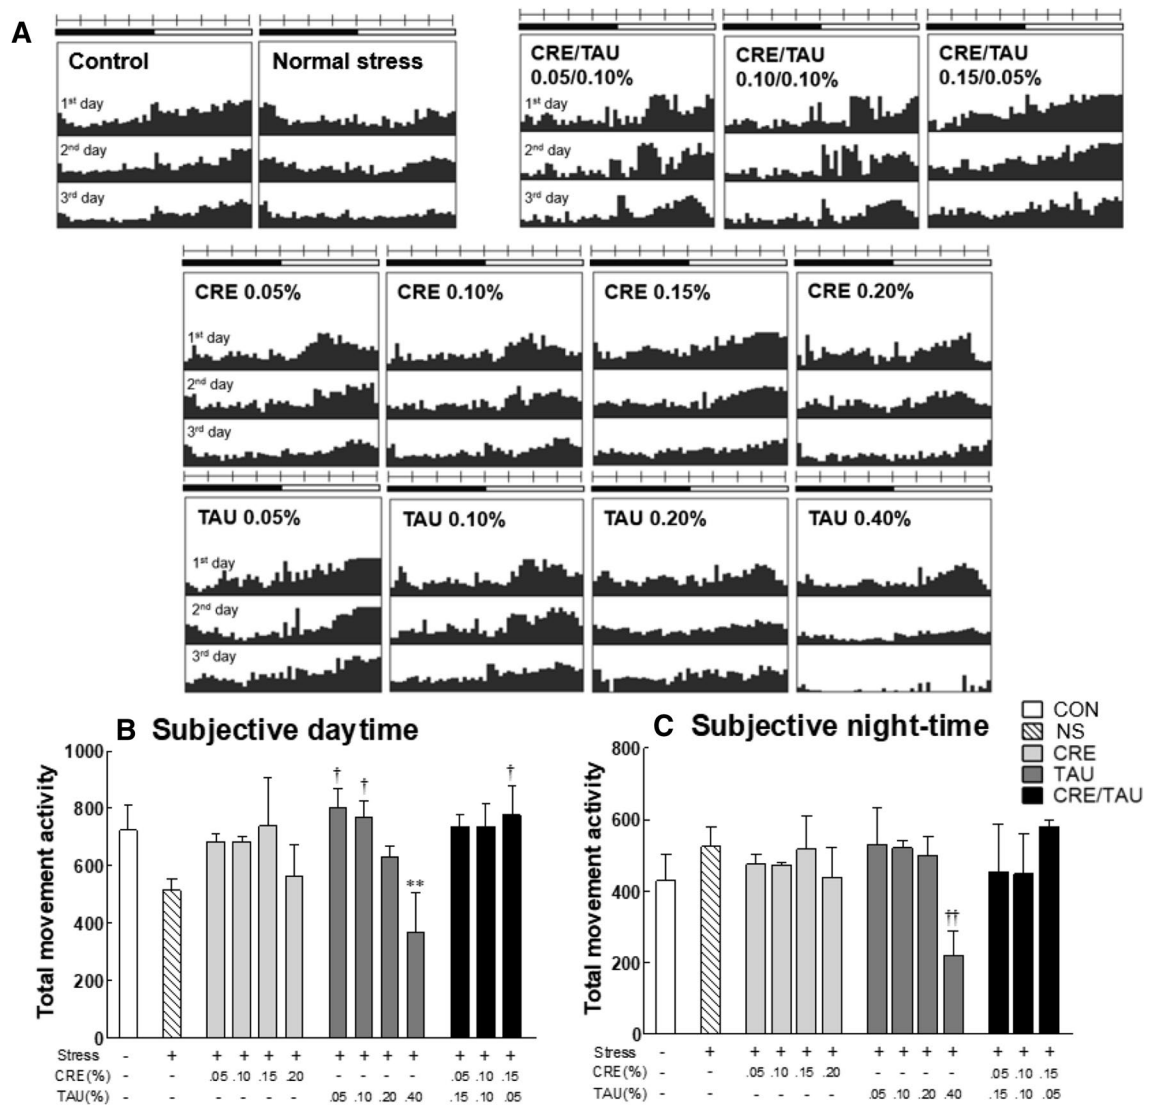 A
Control
1st day
2nd day
3rd day
Normal stress
CRE/TAU
0.05/0.10%
1st day
2nd day
3rd day
CRE/TAU
0.10/0.10%
CRE/TAU
0.15/0.05%
CRE 0.05%
1st day
2nd day
3rd day
CRE 0.10%
CRE 0.15%
CRE 0.20%
TAU 0.05%
1st day
2nd day
3rd day
TAU 0.10%
TAU 0.20%
TAU 0.40%
B Subjective daytime
Total movement activity
1000
800
600
400
200
0
† † ** †
Stress - + + + + + + + + + + + +
CRE(%) - - .05 .10 .15 .20 - - - - .05 .10 .15
TAU(%) - - - - - - .05 .10 .20 .40 .15 .10 .05
C Subjective night-time
Total movement activity
800
600
400
200
0
††
Stress - + + + + + + + + + + + +
CRE(%) - - .05 .10 .15 .20 - - - - .05 .10 .15
TAU(%) - - - - - - .05 .10 .20 .40 .15 .10 .05
CON
NS
CRE
TAU
CRE/TAU